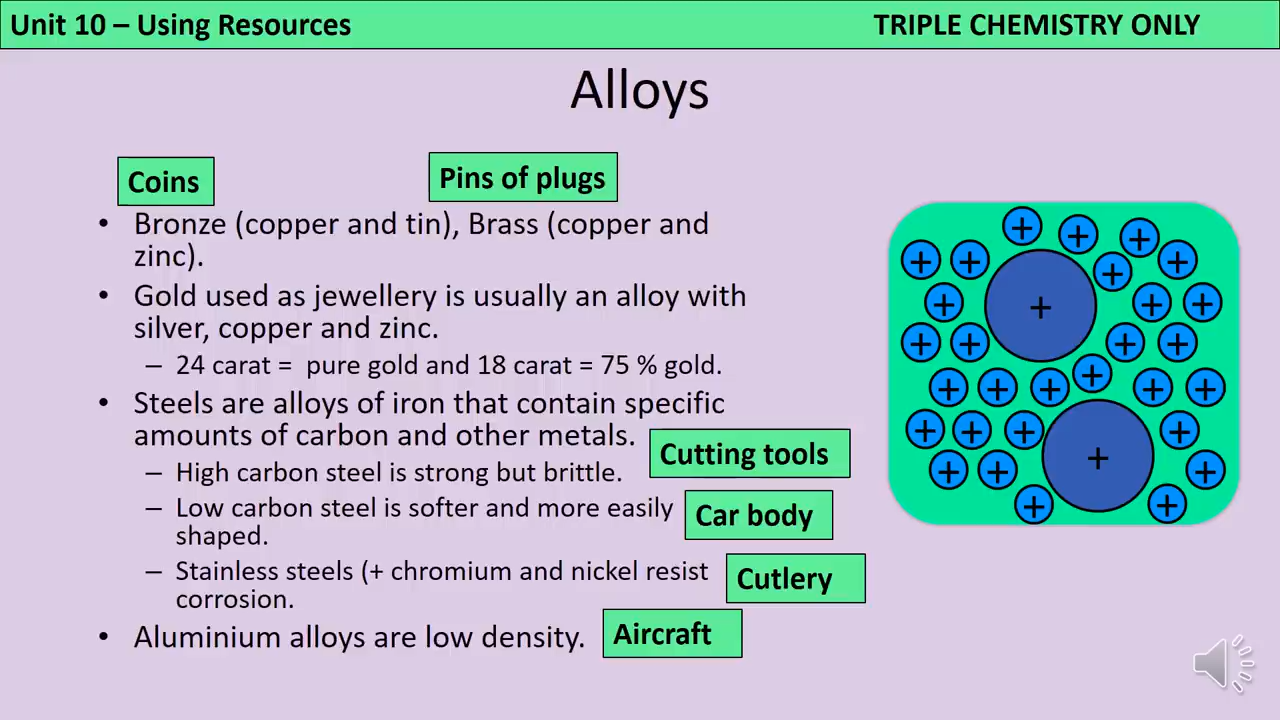 Unit 10 – Using Resources
TRIPLE CHEMISTRY ONLY
Alloys
Coins
Pins of plugs
• Bronze (copper and tin), Brass (copper and
zinc).
• Gold used as jewellery is usually an alloy with
silver, copper and zinc.
– 24 carat = pure gold and 18 carat = 75 % gold.
• Steels are alloys of iron that contain specific
amounts of carbon and other metals.
Cutting tools
– High carbon steel is strong but brittle.
– Low carbon steel is softer and more easily
shaped.
Car body
– Stainless steels (+ chromium and nickel resist
corrosion.
Cutlery
• Aluminium alloys are low density.
Aircraft
+ + + +
+ + + +
+ + + +
+ + + +
+ + + + + +
+ + + +
+ + + +
+ +